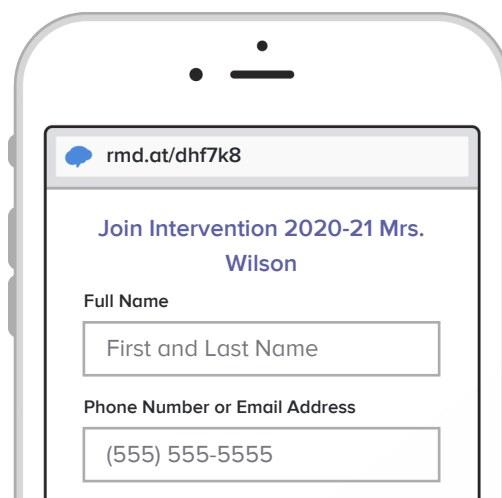 rmd.at/dhf7k8
Join Intervention 2020-21 Mrs.
Wilson
Full Name
First and Last Name
Phone Number or Email Address
(555) 555-5555